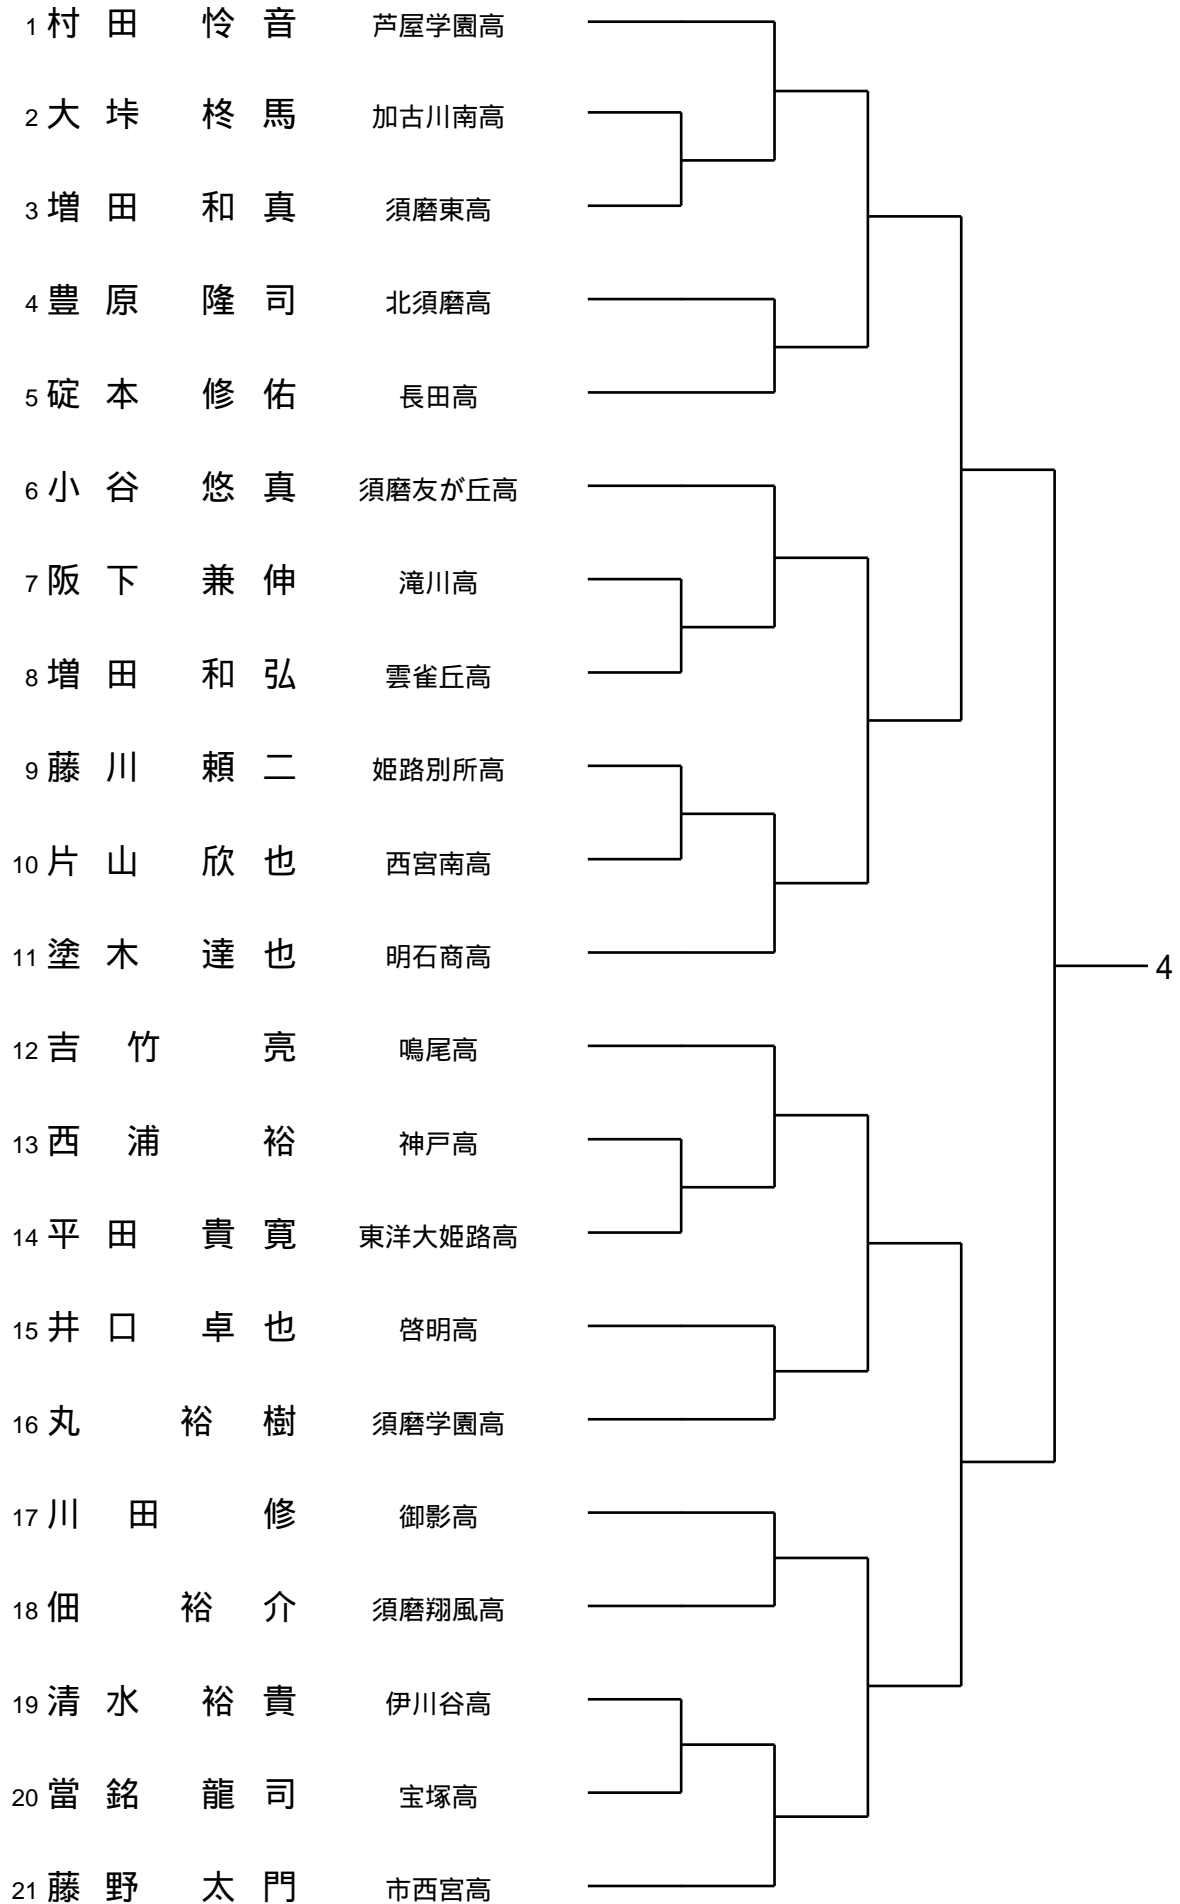 1 村田 怜音 芦屋学園高
2 大垰 柊馬 加古川南高
3 増田 和真 須磨東高
4 豊原 隆司 北須磨高
5 碇本 修佑 長田高
6 小谷 悠真 須磨友が丘高
7 阪下 兼伸 滝川高
8 増田 和弘 雲雀丘高
9 藤川 頼二 姫路別所高
10 片山 欣也 西宮南高
11 塗木 達也 明石商高
4
12 吉竹 亮 鳴尾高
13 西浦 裕 神戸高
14 平田 貴寛 東洋大姫路高
15 井口 卓也 啓明高
16 丸 裕樹 須磨学園高
17 川田 修 御影高
18 佃 裕介 須磨翔風高
19 清水 裕貴 伊川谷高
20 當銘 龍司 宝塚高
21 藤野 太門 市西宮高